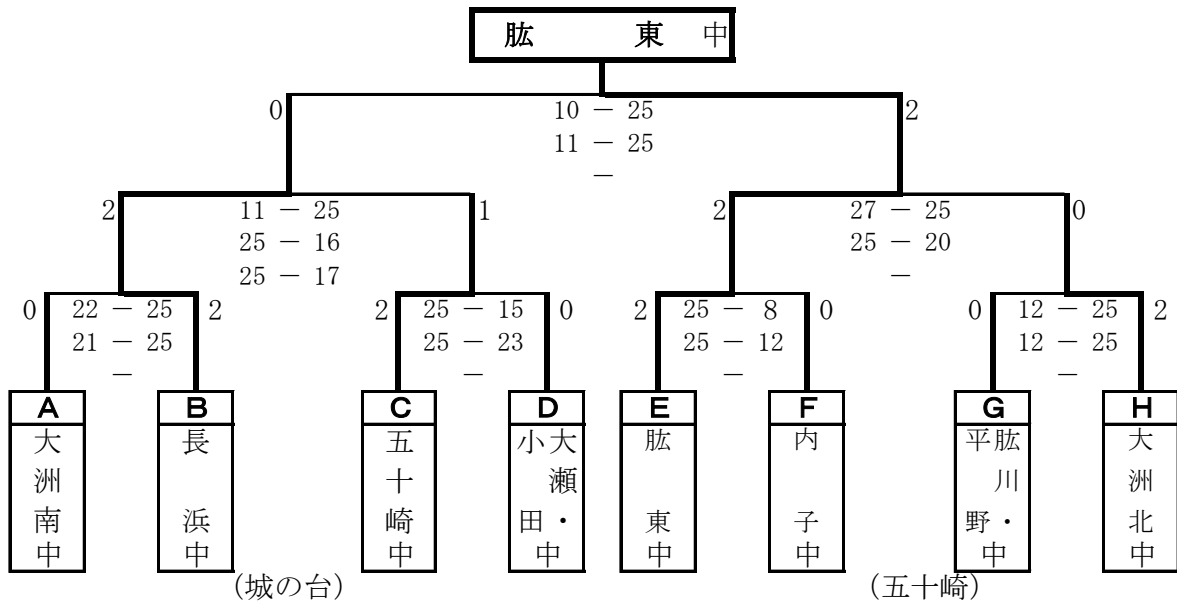 肱 東 中
0 10 － 25 2
11 － 25
－
2 11 － 25 1 2 27 － 25 0
25 － 16 25 － 20
25 － 17 －
0 22 － 25 2 2 25 － 15 0 2 25 － 8 0 0 12 － 25 2
21 － 25 25 － 23 25 － 12 12 － 25
－ － － －
A B C D E F G H
大洲南中
長浜中
五十崎中
大瀬・
小田中
肱東中
内子中
肱川・
平野中
大洲北中
(城の台) (五十崎)